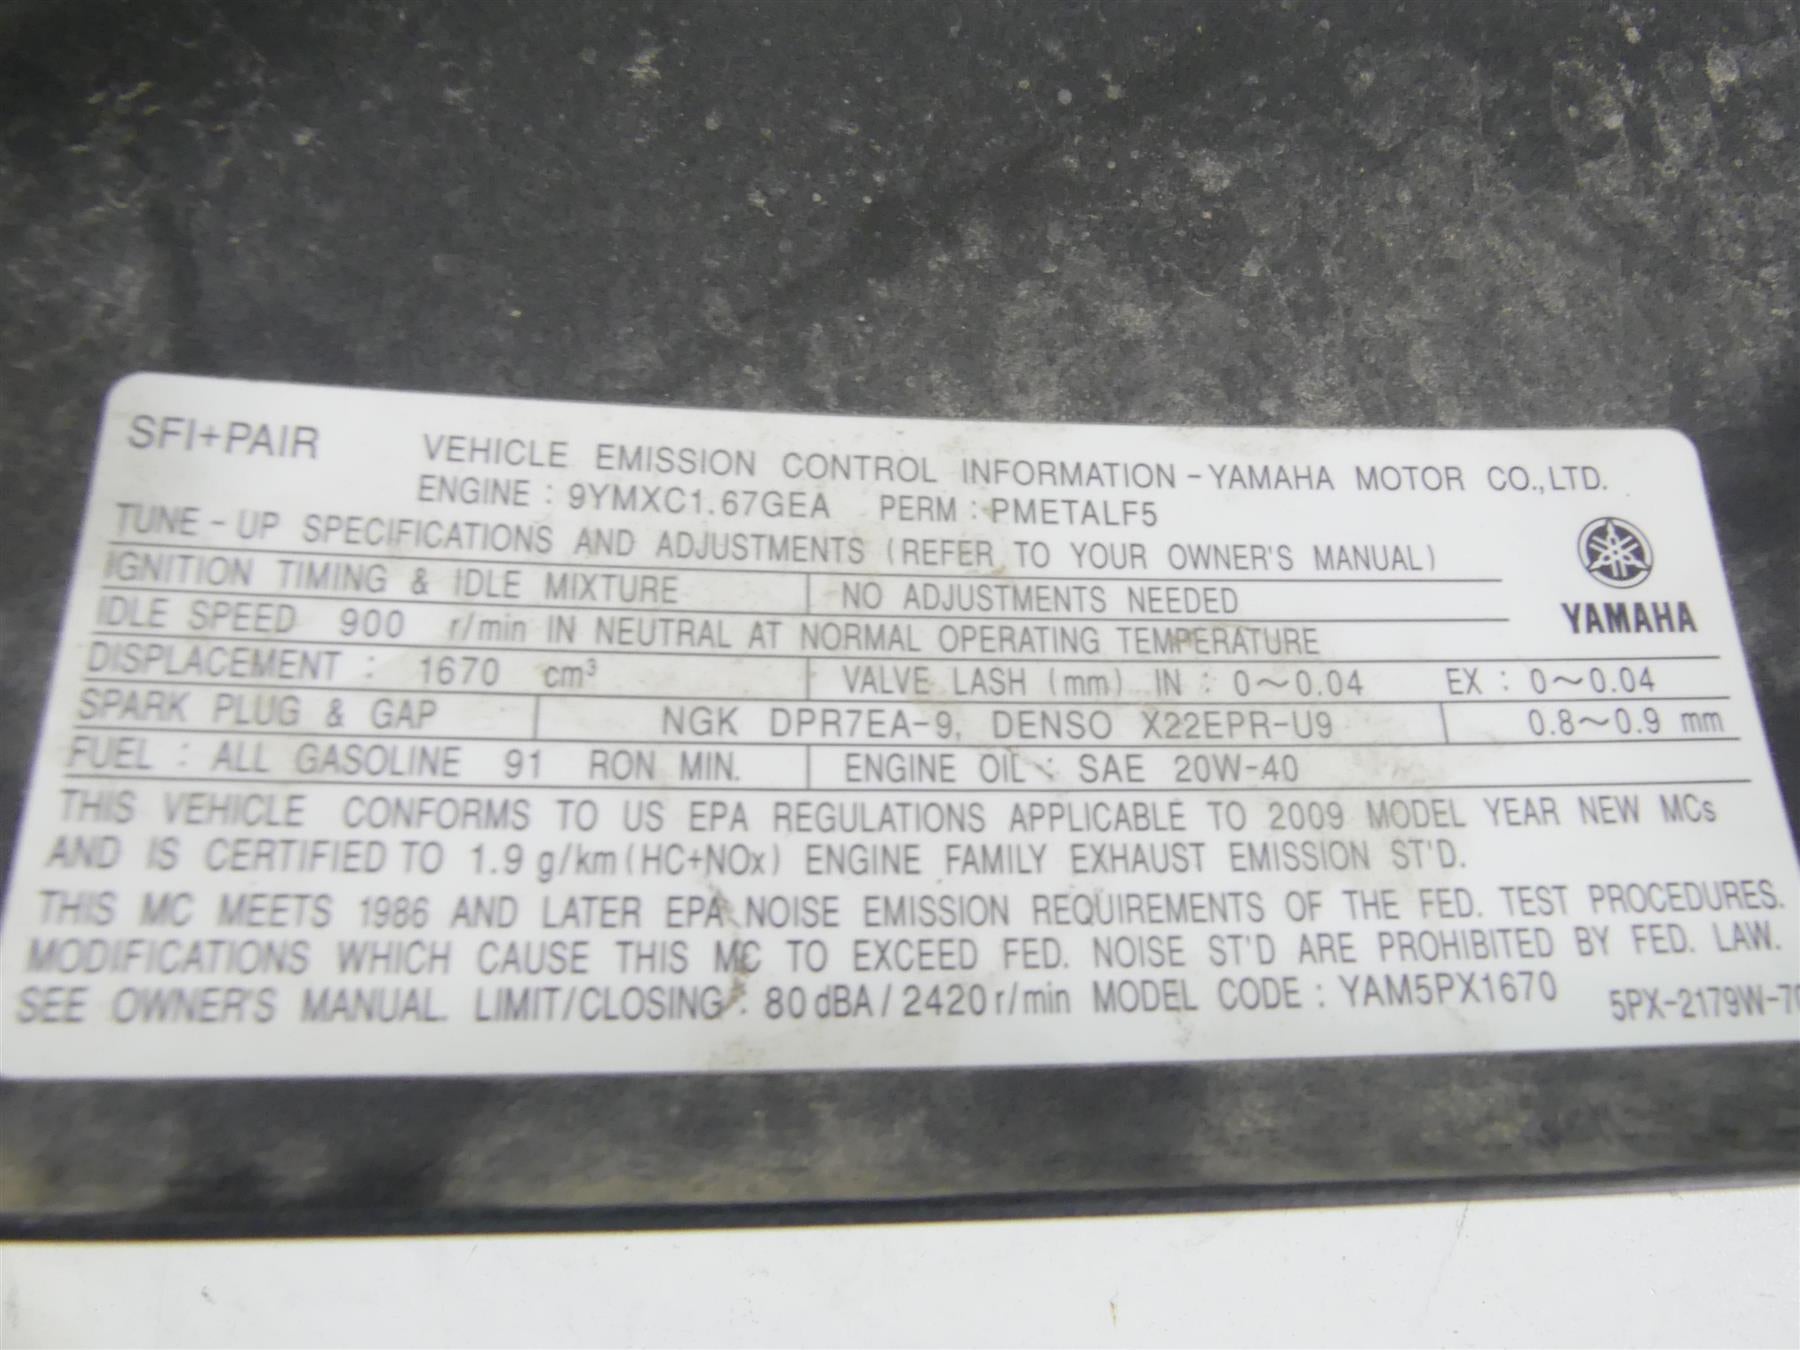 SFI+PAIR VEHICLE EMISSION CONTROL INFORMATION - YAMAHA MOTOR CO.,LTD.
ENGINE : 9YMXC1.67GEA PERM : PMETALF5
TUNE - UP SPECIFICATIONS AND ADJUSTMENTS (REFER TO YOUR OWNER'S MANUAL)
IGNITION TIMING & IDLE MIXTURE NO ADJUSTMENTS NEEDED
YAMAHA
IDLE SPEED 900 r/min IN NEUTRAL AT NORMAL OPERATING TEMPERATURE
DISPLACEMENT : 1670 cm³ VALVE LASH (mm) IN : 0~0.04 EX : 0~0.04
SPARK PLUG & GAP NGK DPR7EA-9, DENSO X22EPR-U9 0.8~0.9 mm
FUEL : ALL GASOLINE 91 RON MIN. ENGINE OIL : SAE 20W-40
THIS VEHICLE CONFORMS TO US EPA REGULATIONS APPLICABLE TO 2009 MODEL YEAR NEW MCs
AND IS CERTIFIED TO 1.9 g/km (HC+NOx) ENGINE FAMILY EXHAUST EMISSION ST'D.
THIS MC MEETS 1986 AND LATER EPA NOISE EMISSION REQUIREMENTS OF THE FED. TEST PROCEDURES.
MODIFICATIONS WHICH CAUSE THIS MC TO EXCEED FED. NOISE ST'D ARE PROHIBITED BY FED. LAW.
SEE OWNER'S MANUAL. LIMIT/CLOSING : 80 dBA / 2420 r/min MODEL CODE : YAM5PX1670 5PX-2179W-70